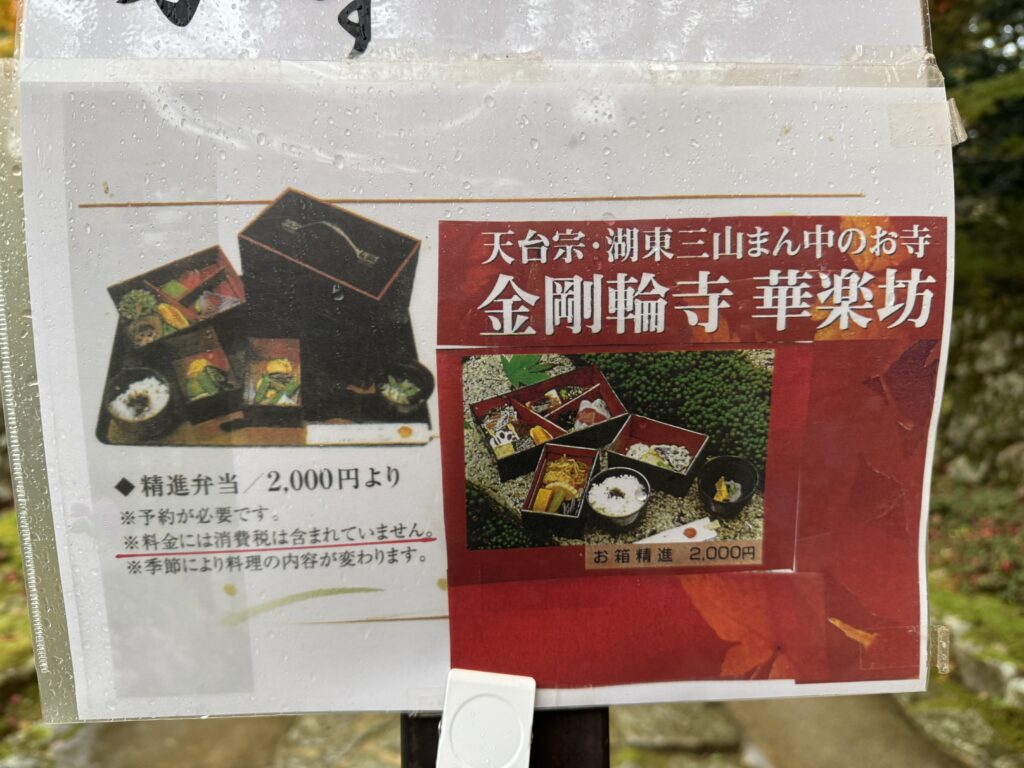 ◆精進弁当／2,000円より
※予約が必要です。
※料金には消費税は含まれていません。
※季節により料理の内容が変わります。
天台宗・湖東三山まん中のお寺
金剛輪寺 華楽坊
お箱精進 2,000円